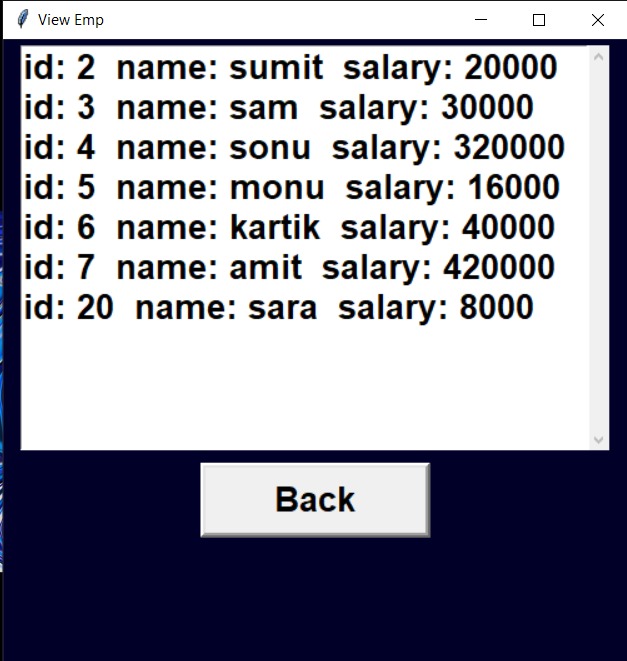 View Emp
id: 2  name: sumit  salary: 20000
id: 3  name: sam  salary: 30000
id: 4  name: sonu  salary: 320000
id: 5  name: monu  salary: 16000
id: 6  name: kartik  salary: 40000
id: 7  name: amit  salary: 420000
id: 20  name: sara  salary: 8000
Back